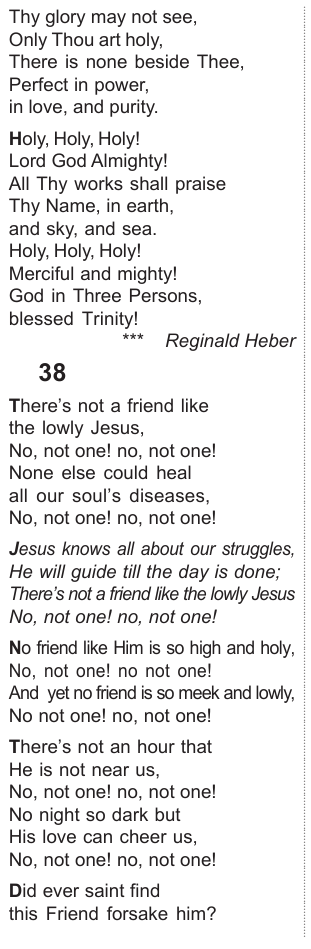 Thy glory may not see,
Only Thou art holy,
There is none beside Thee,
Perfect in power,
in love, and purity.
Holy, Holy, Holy!
Lord God Almighty!
All Thy works shall praise
Thy Name, in earth,
and sky, and sea.
Holy, Holy, Holy!
Merciful and mighty!
God in Three Persons,
blessed Trinity!
*** Reginald Heber
38
There's not a friend like
the lowly Jesus,
No, not one! no, not one!
None else could heal
all our soul's diseases,
No, not one! no, not one!
Jesus knows all about our struggles,
He will guide till the day is done;
There's not a friend like the lowly Jesus
No, not one! no, not one!
No friend like Him is so high and holy,
No, not one! no not one!
And yet no friend is so meek and lowly,
No not one! no, not one!
There's not an hour that
He is not near us,
No, not one! no, not one!
No night so dark but
His love can cheer us,
No, not one! no, not one!
Did ever saint find
this Friend forsake him?